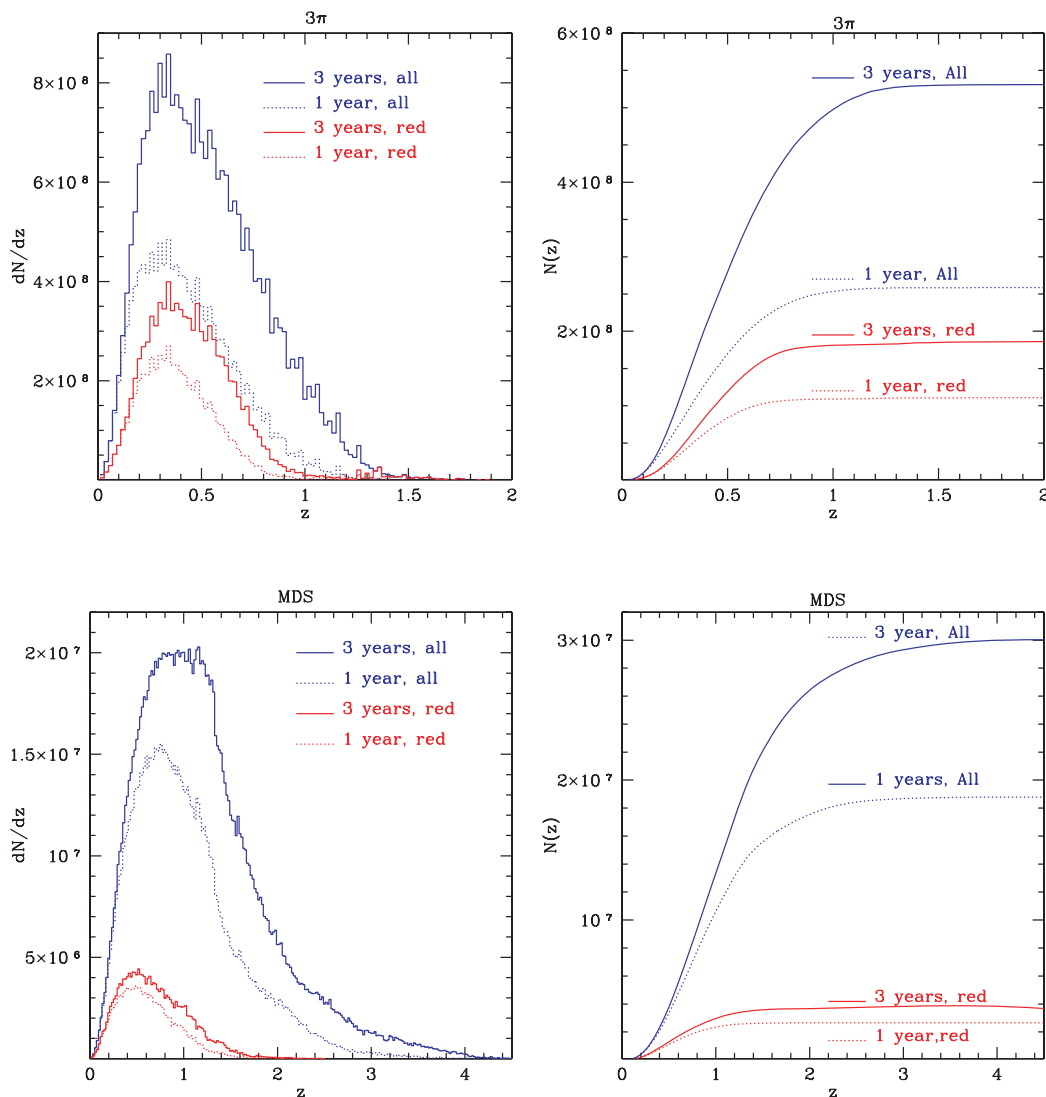 3π
8×10⁸
6×10⁸
4×10⁸
2×10⁸
dN/dz
3 years, all
1 year, all
3 years, red
1 year, red
0 0.5 1 1.5 2
z
3π
6×10⁸
4×10⁸
2×10⁸
0
N(z)
3 years, All
1 year, All
3 years, red
1 year, red
0 0.5 1 1.5 2
z
MDS
2×10⁷
1.5×10⁷
10⁷
5×10⁶
0
dN/dz
3 years, all
1 year, all
3 years, red
1 year, red
0 1 2 3 4
z
MDS
3×10⁷
2×10⁷
10⁷
N(z)
3 year, All
1 years, All
3 years, red
1 year,red
0 1 2 3 4
z